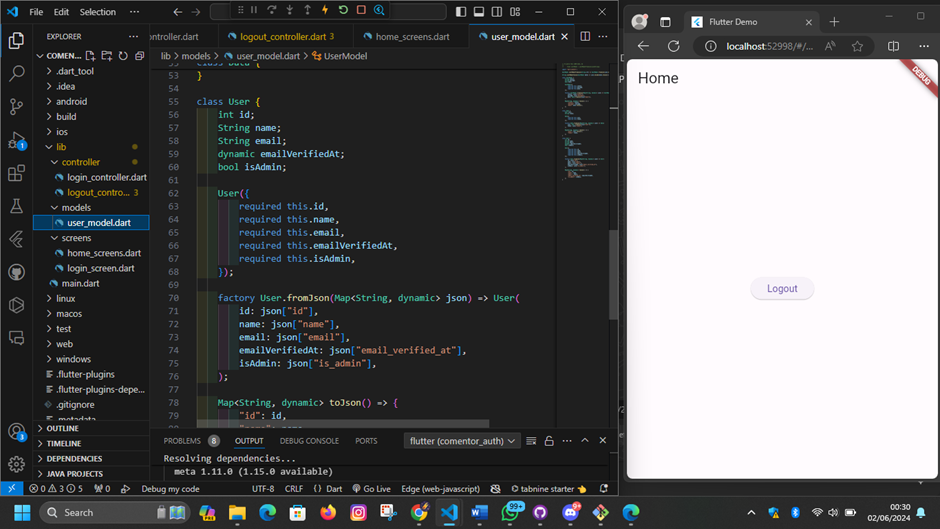 File Edit Selection ...
Flutter Demo
EXPLORER
controller.dart
logout_controller.dart 3
home_screens.dart
user_model.dart
localhost:52998/#/...
COMEN...
lib > models > user_model.dart > UserModel
.dart_tool
.idea
android
build
ios
lib
controller
login_controller.dart
logout_contro... 3
models
user_model.dart
screens
home_screens.dart
login_screen.dart
main.dart
linux
macos
test
web
windows
.flutter-plugins
.flutter-plugins-depe...
.gitignore
.metadata
OUTLINE
TIMELINE
DEPENDENCIES
JAVA PROJECTS
53 }
54
55 class User {
56 int id;
57 String name;
58 String email;
59 dynamic emailVerifiedAt;
60 bool isAdmin;
61
62 User({
63 required this.id,
64 required this.name,
65 required this.email,
66 required this.emailVerifiedAt,
67 required this.isAdmin,
68 });
69
70 factory User.fromJson(Map<String, dynamic> json) => User(
71 id: json["id"],
72 name: json["name"],
73 email: json["email"],
74 emailVerifiedAt: json["email_verified_at"],
75 isAdmin: json["is_admin"],
76 );
77
78 Map<String, dynamic> toJson() => {
79 "id": id,
PROBLEMS 8 OUTPUT DEBUG CONSOLE PORTS flutter (comentor_auth)
Resolving dependencies...
meta 1.11.0 (1.15.0 available)
Home
DEBUG
Logout
1
3
0 3 5 0 Debug my code UTF-8 CRLF {} Dart Go Live Edge (web-javascript) tabnine starter
Search
99+
9+
00:30
02/06/2024